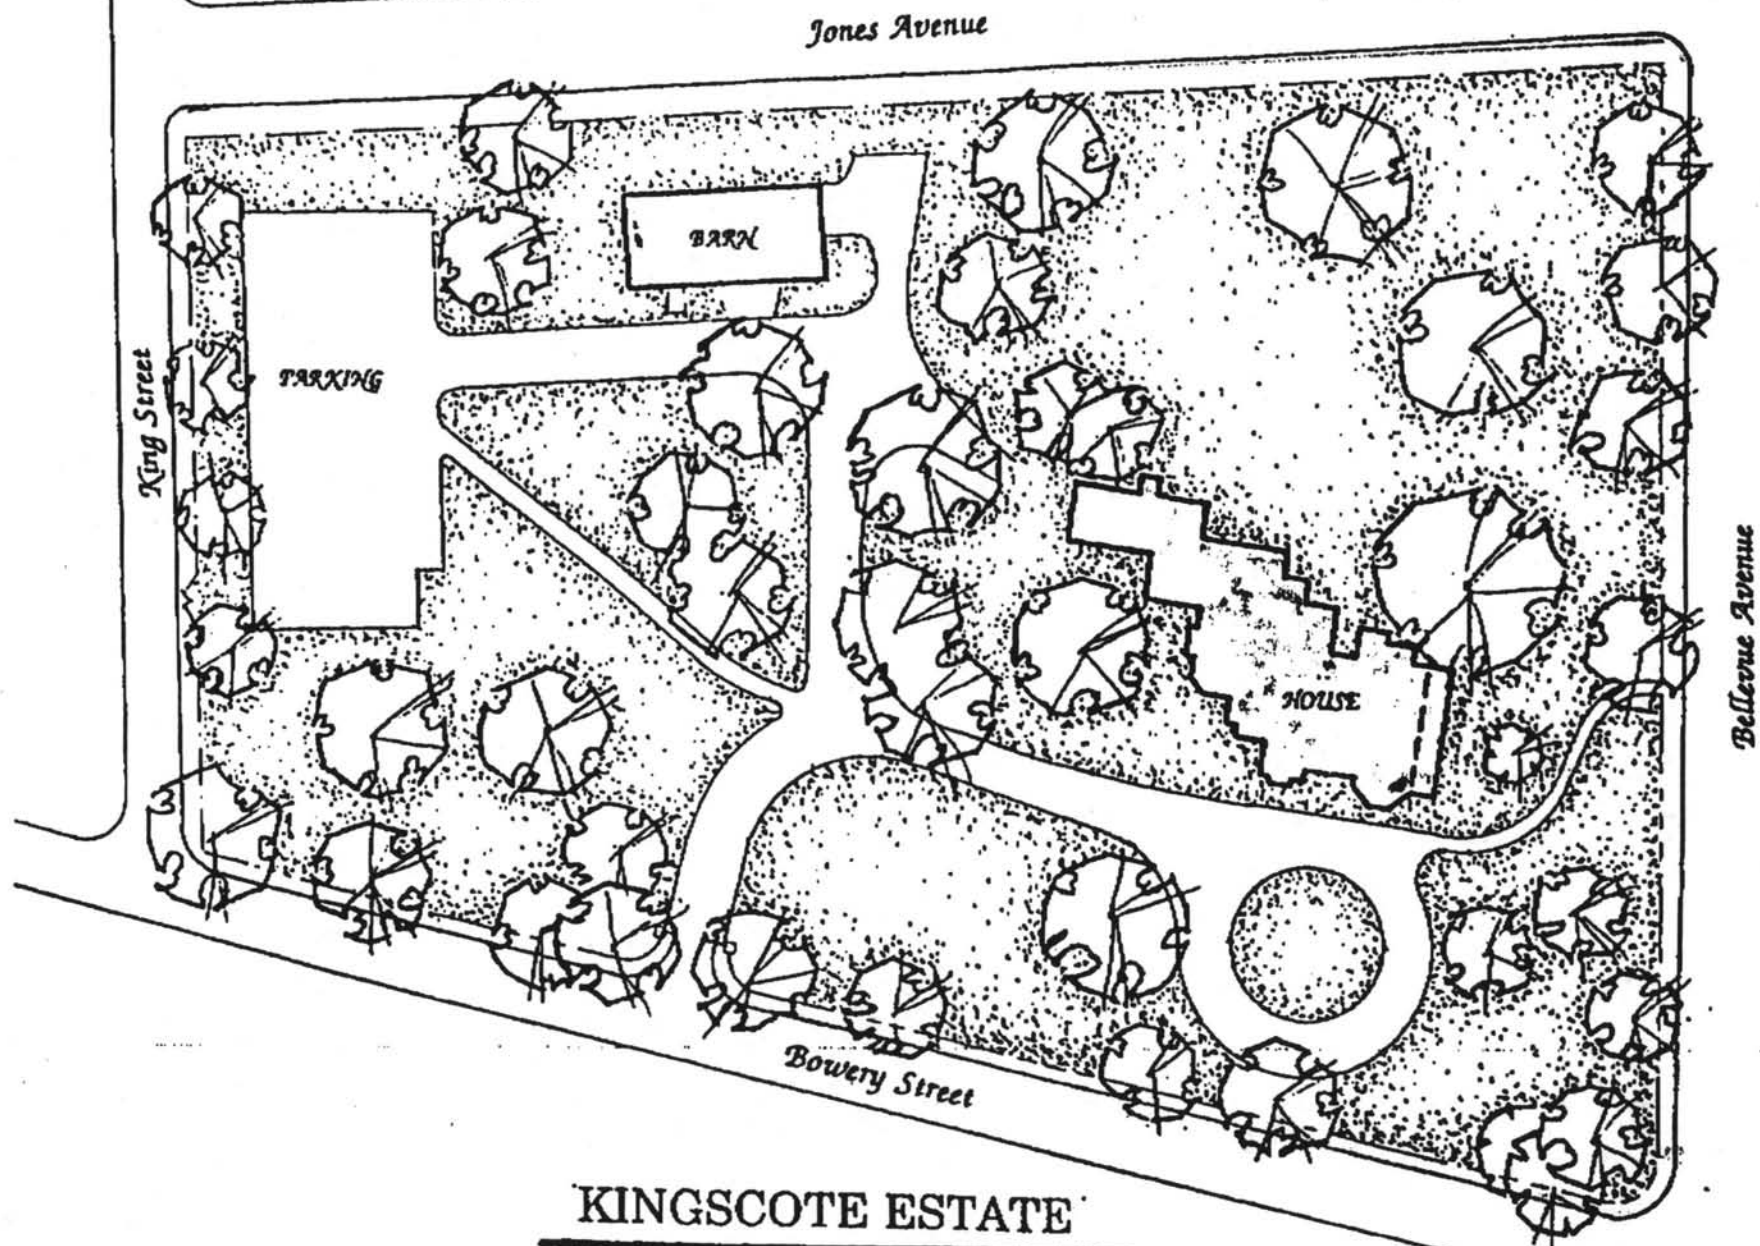 Jones Avenue
BARN
PARKING
King Street
HOUSE
Bellevue Avenue
Bowery Street
KINGSCOTE ESTATE